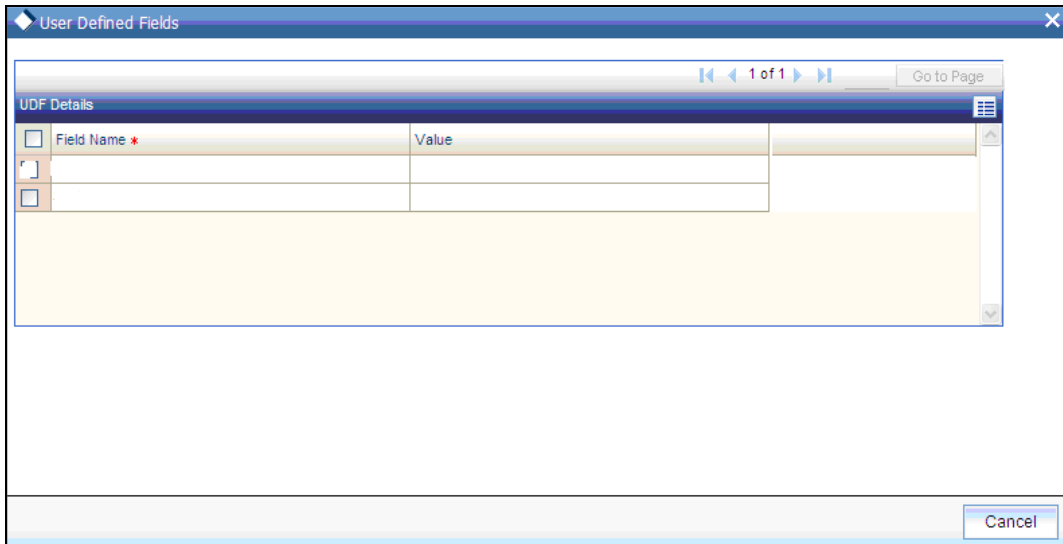 User Defined Fields
1 of 1 Go to Page
UDF Details
Field Name * Value
Cancel